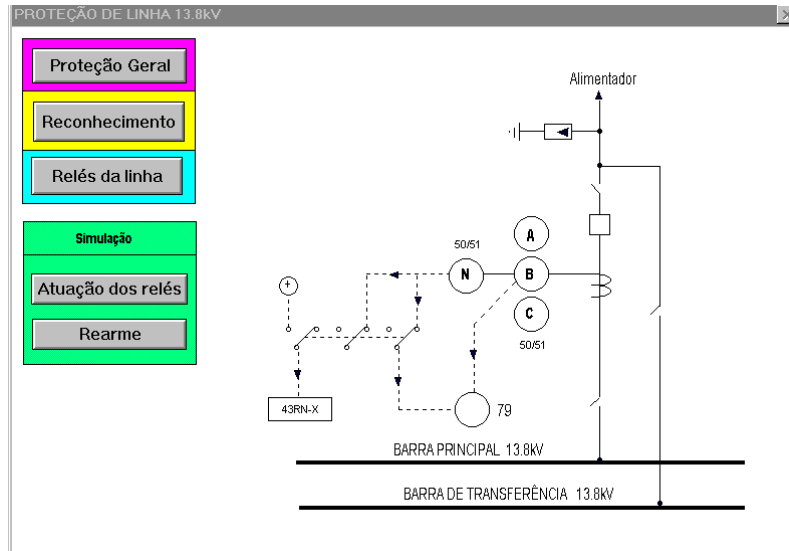 PROTEÇÃO DE LINHA 13.8kV
Proteção Geral
Reconhecimento
Relés da linha
Simulação
Atuação dos relés
Rearme
Alimentador
50/51
A
N
B
C
50/51
+
43RN-X
79
BARRA PRINCIPAL 13.8kV
BARRA DE TRANSFERÊNCIA 13.8kV